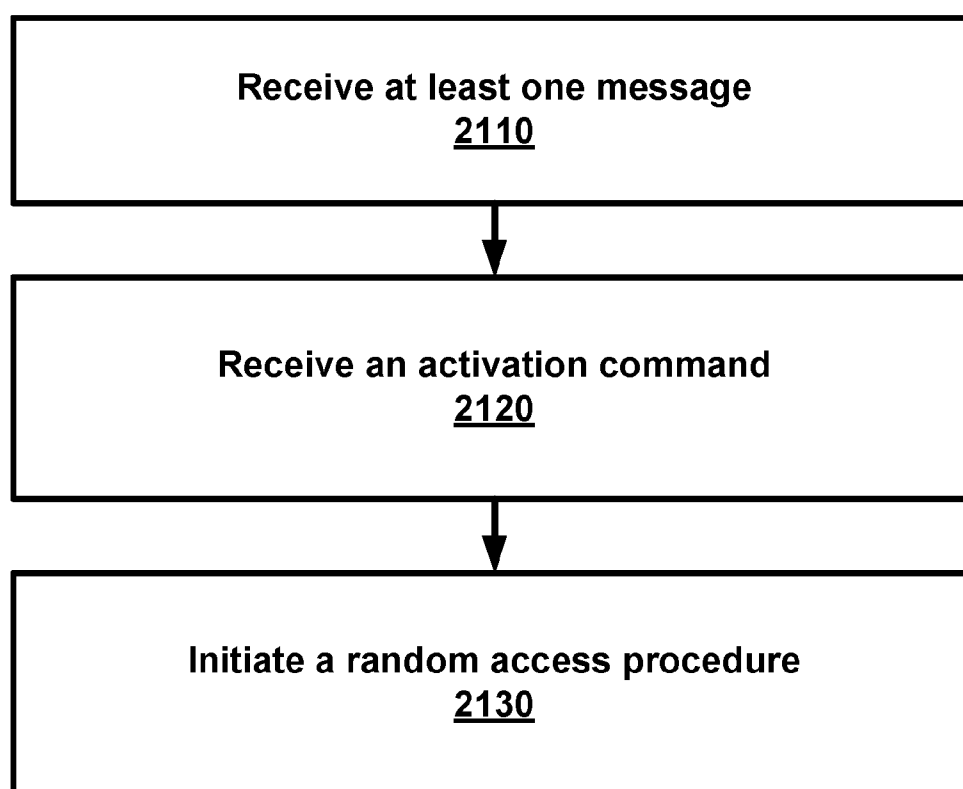 Receive at least one message
2110
Receive an activation command
2120
Initiate a random access procedure
2130